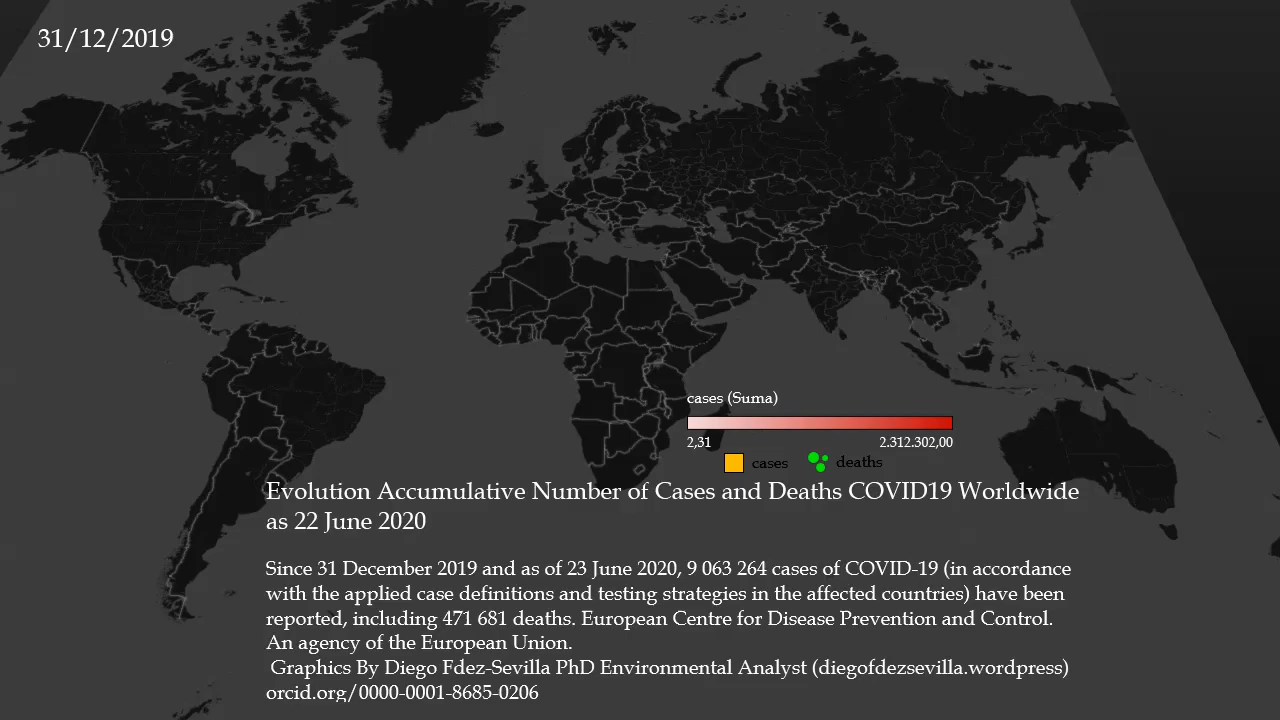 31/12/2019
cases (Suma)
2,31 2.312.302,00
cases deaths
Evolution Accumulative Number of Cases and Deaths COVID19 Worldwide
as 22 June 2020
Since 31 December 2019 and as of 23 June 2020, 9 063 264 cases of COVID-19 (in accordance
with the applied case definitions and testing strategies in the affected countries) have been
reported, including 471 681 deaths. European Centre for Disease Prevention and Control.
An agency of the European Union.
Graphics By Diego Fdez-Sevilla PhD Environmental Analyst (diegofdezsevilla.wordpress)
orcid.org/0000-0001-8685-0206